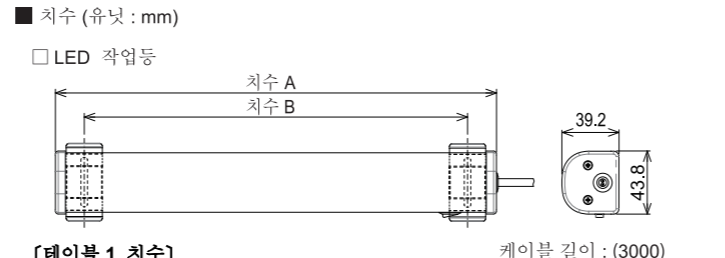 ■ 치수 (유닛 : mm)
□ LED 작업등
치수 A
치수 B
39.2
43.8
〔테이블 1. 치수〕
케이블 길이 : (3000)